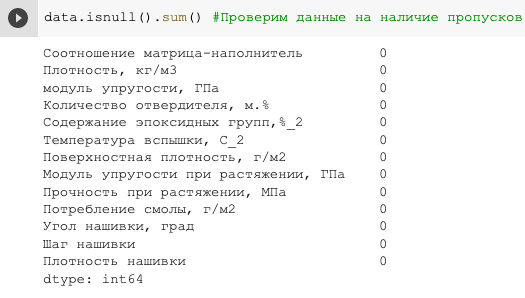 data.isnull().sum() #Проверим данные на наличие пропусков
Соотношение матрица-наполнитель 0
Плотность, кг/м3 0
модуль упругости, ГПа 0
Количество отвердителя, м.% 0
Содержание эпоксидных групп,%_2 0
Температура вспышки, С_2 0
Поверхностная плотность, г/м2 0
Модуль упругости при растяжении, ГПа 0
Прочность при растяжении, МПа 0
Потребление смолы, г/м2 0
Угол нашивки, град 0
Шаг нашивки 0
Плотность нашивки 0
dtype: int64